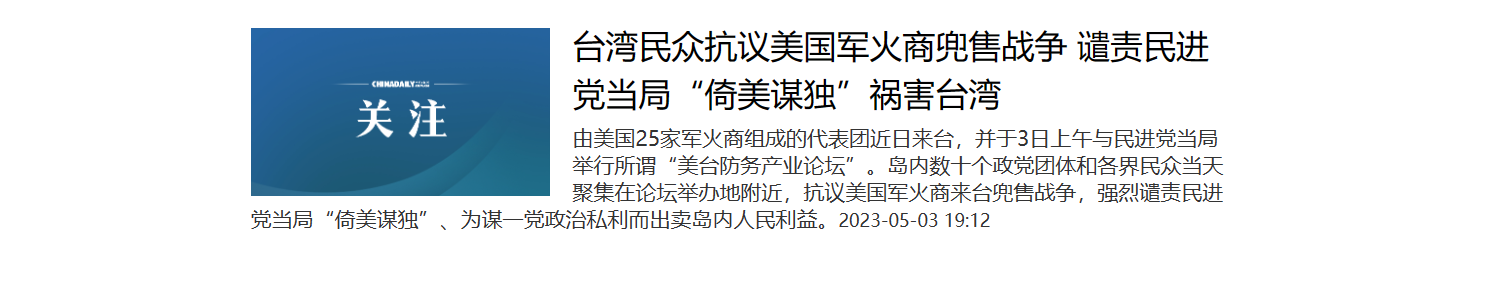 CHINADAILY
关注
台湾民众抗议美国军火商兜售战争 谴责民进
党当局“倚美谋独”祸害台湾
由美国25家军火商组成的代表团近日来台，并于3日上午与民进党当局
举行所谓“美台防务产业论坛”。岛内数十个政党团体和各界民众当天
聚集在论坛举办地附近，抗议美国军火商来台兜售战争，强烈谴责民进
党当局“倚美谋独”、为谋一党政治私利而出卖岛内人民利益。2023-05-03 19:12